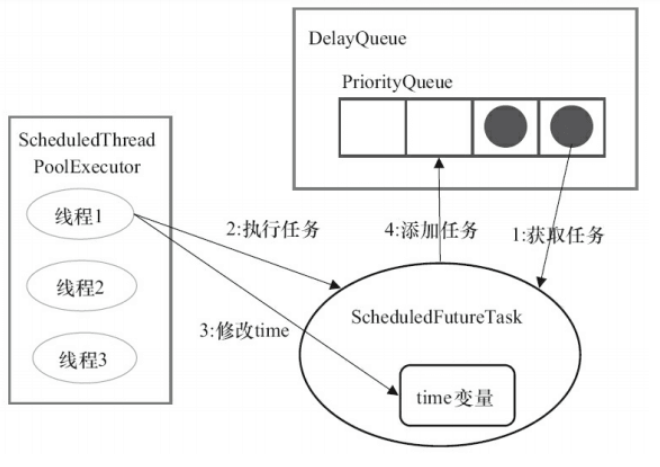 DelayQueue
PriorityQueue
ScheduledThread
PoolExecutor
线程1
线程2
线程3
2:执行任务
4:添加任务
1:获取任务
3:修改time
ScheduledFutureTask
time变量